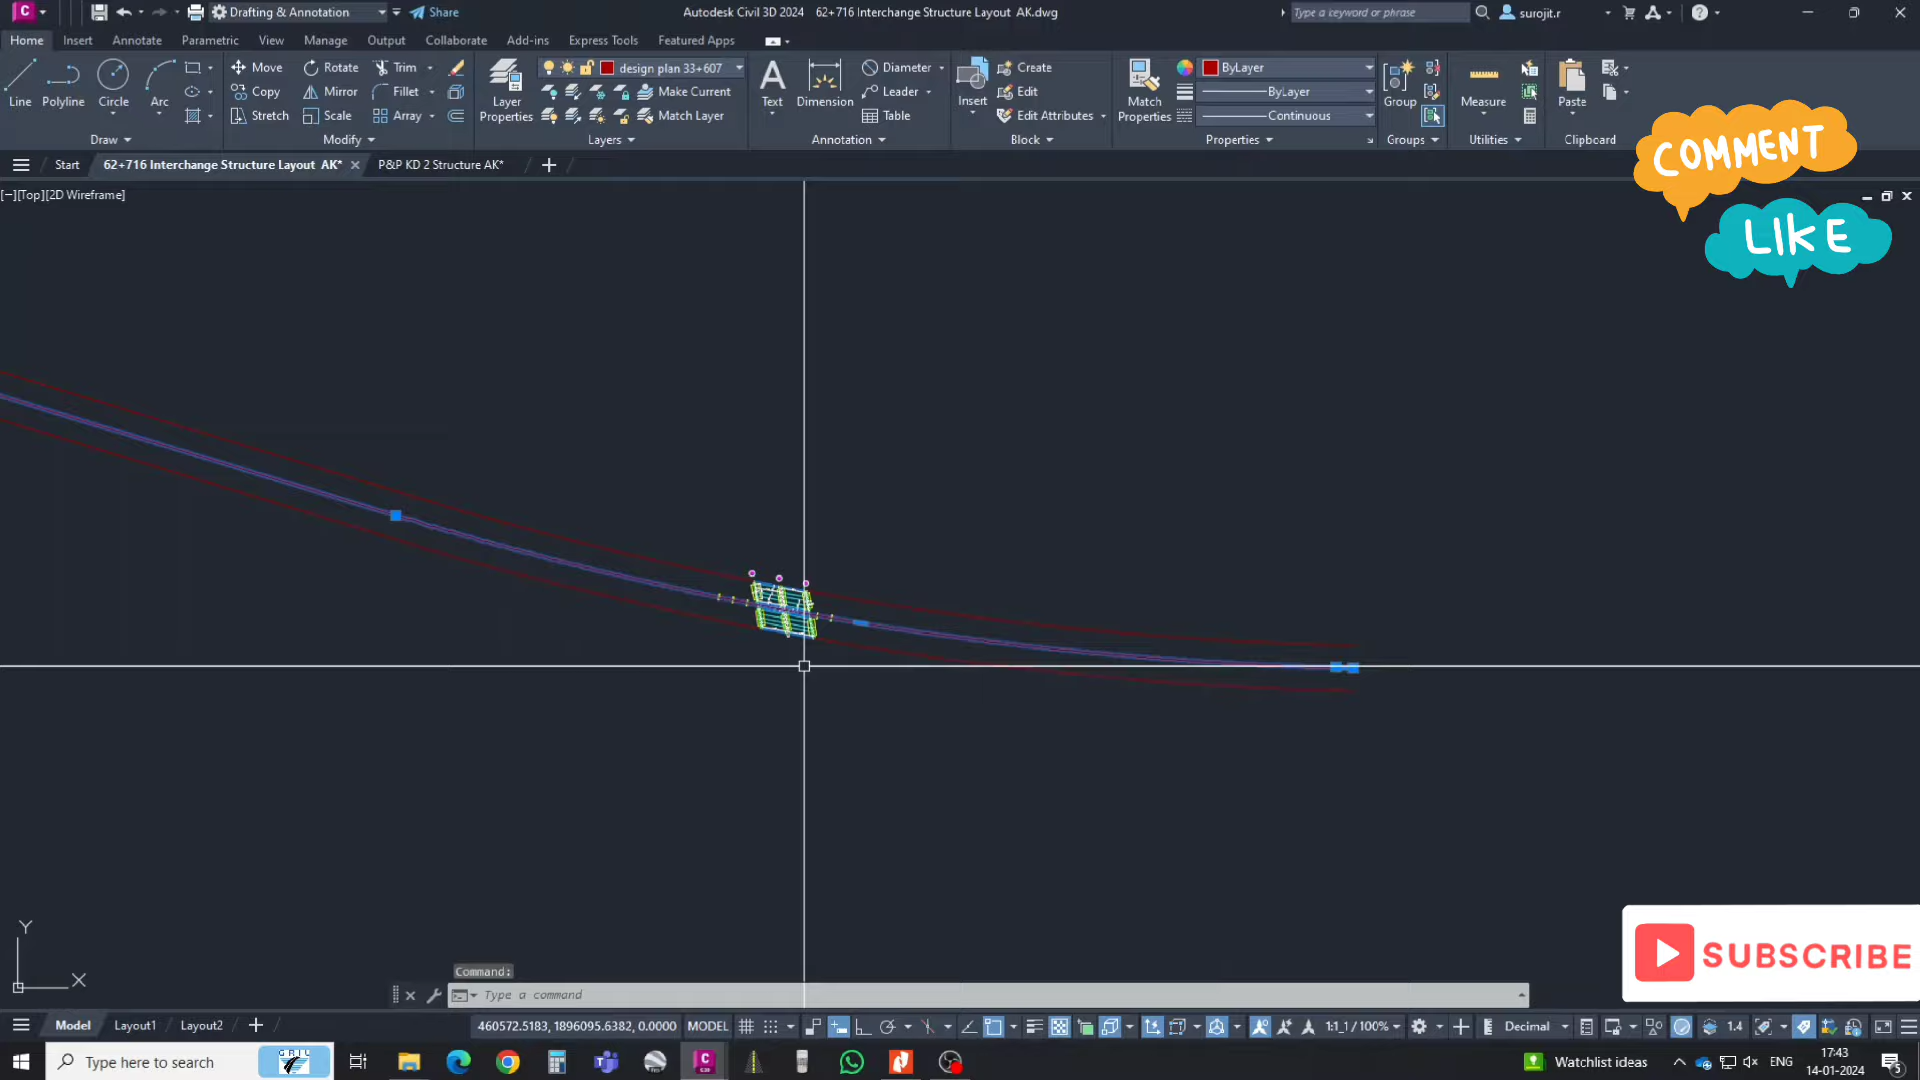 Drafting & Annotation
Share
Autodesk Civil 3D 2024 62+716 Interchange Structure Layout AK.dwg
Type a keyword or phrase
surojit.r
Home Insert Annotate Parametric View Manage Output Collaborate Add-ins Express Tools Featured Apps
Line Polyline Circle Arc
Move Rotate Trim
Copy Mirror Fillet
Stretch Scale Array
Layer Properties
design plan 33+607
Make Current
Match Layer
Text Dimension
Diameter
Leader
Table
Insert
Create
Edit
Edit Attributes
Match Properties
ByLayer
ByLayer
Continuous
Group Measure Paste
Draw Modify Layers Annotation Block Properties Groups Utilities Clipboard
COMMENT
LIKE
Start 62+716 Interchange Structure Layout AK* P&P KD 2 Structure AK*
[−][Top][2D Wireframe]
SUBSCRIBE
Y
X
Command:
Type a command
Model Layout1 Layout2
460572.5183, 1896095.6382, 0.0000 MODEL
1:1_1 / 100%
Decimal
1.4
Type here to search
Watchlist ideas
ENG
17:43
14-01-2024
5